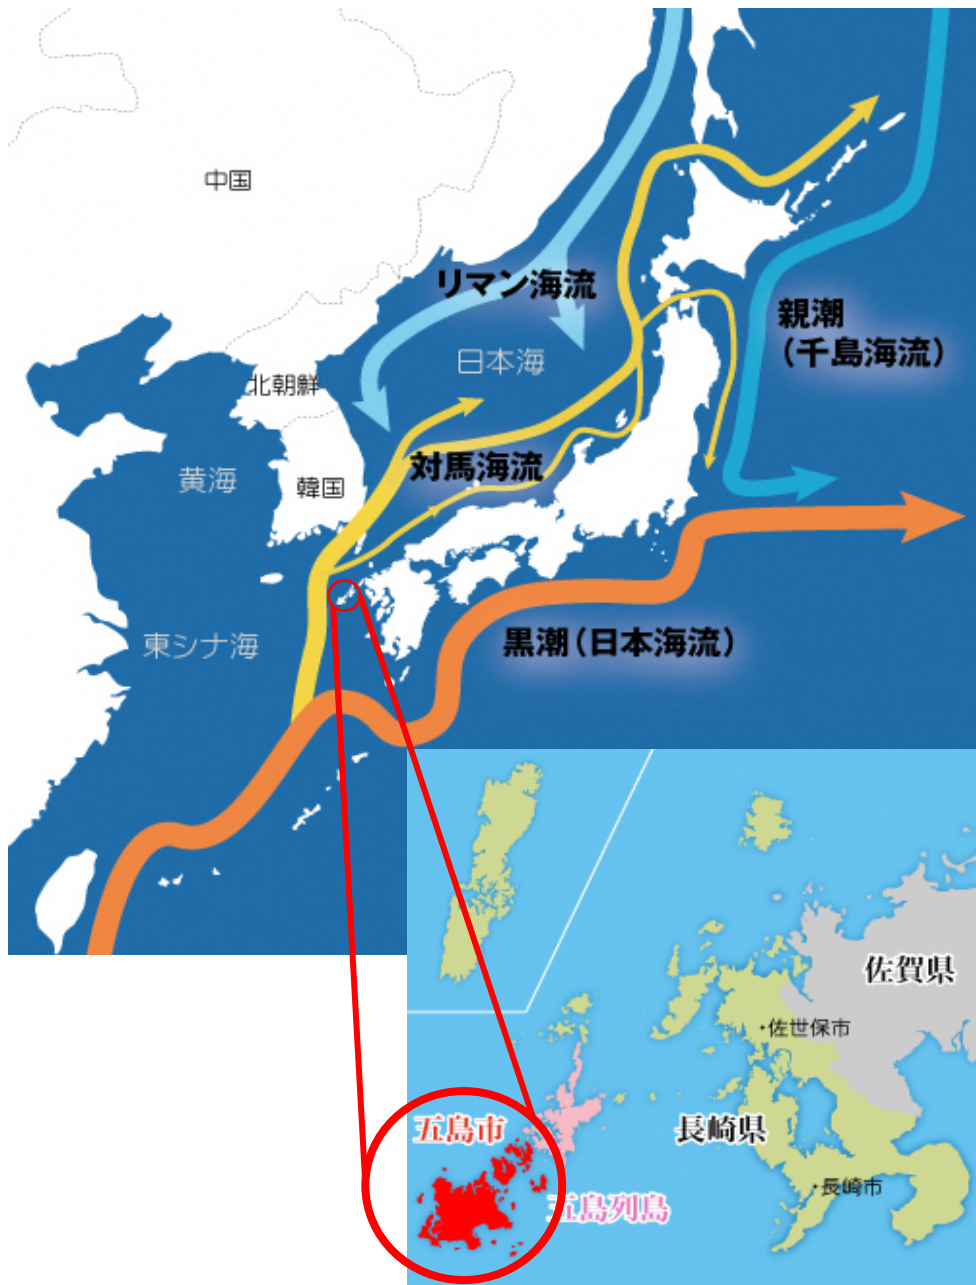 中国
リマン海流
親潮
（千島海流）
日本海
北朝鮮
対馬海流
黄海
韓国
東シナ海
黒潮（日本海流）
佐賀県
・佐世保市
五島市
長崎県
・長崎市
五島列島